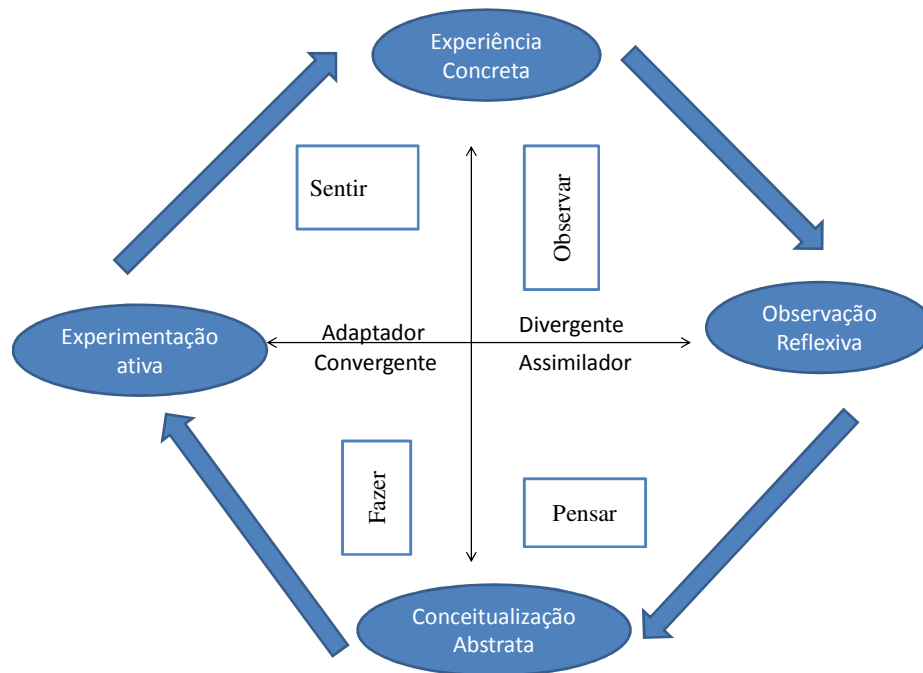 Experiência
Concreta
Sentir
Observar
Experimentação
ativa
Adaptador
Convergente
Divergente
Assimilador
Observação
Reflexiva
Fazer
Pensar
Conceitualização
Abstrata